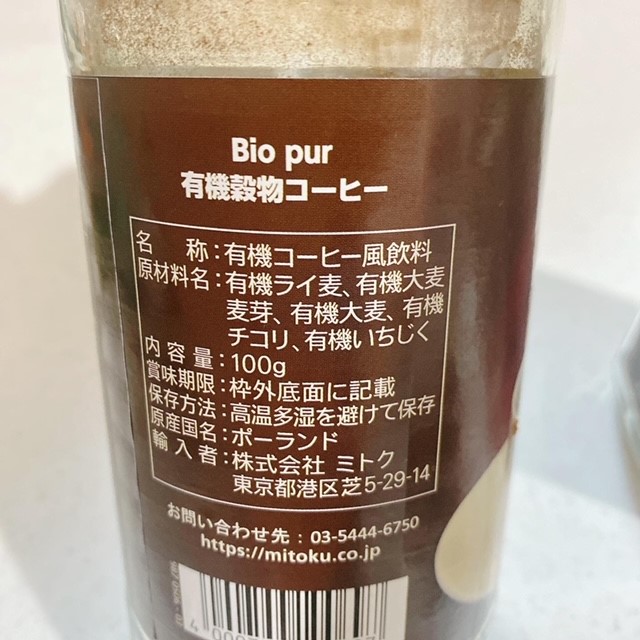 Bio pur
有機穀物コーヒー
名 称：有機コーヒー風飲料
原材料名：有機ライ麦、有機大麦
麦芽、有機大麦、有機
チコリ、有機いちじく
内容量：100g
賞味期限：枠外底面に記載
保存方法：高温多湿を避けて保存
原産国名：ポーランド
輸入者：株式会社 ミトク
東京都港区芝5-29-14
お問い合わせ先：03-5444-6750
https://mitoku.co.jp